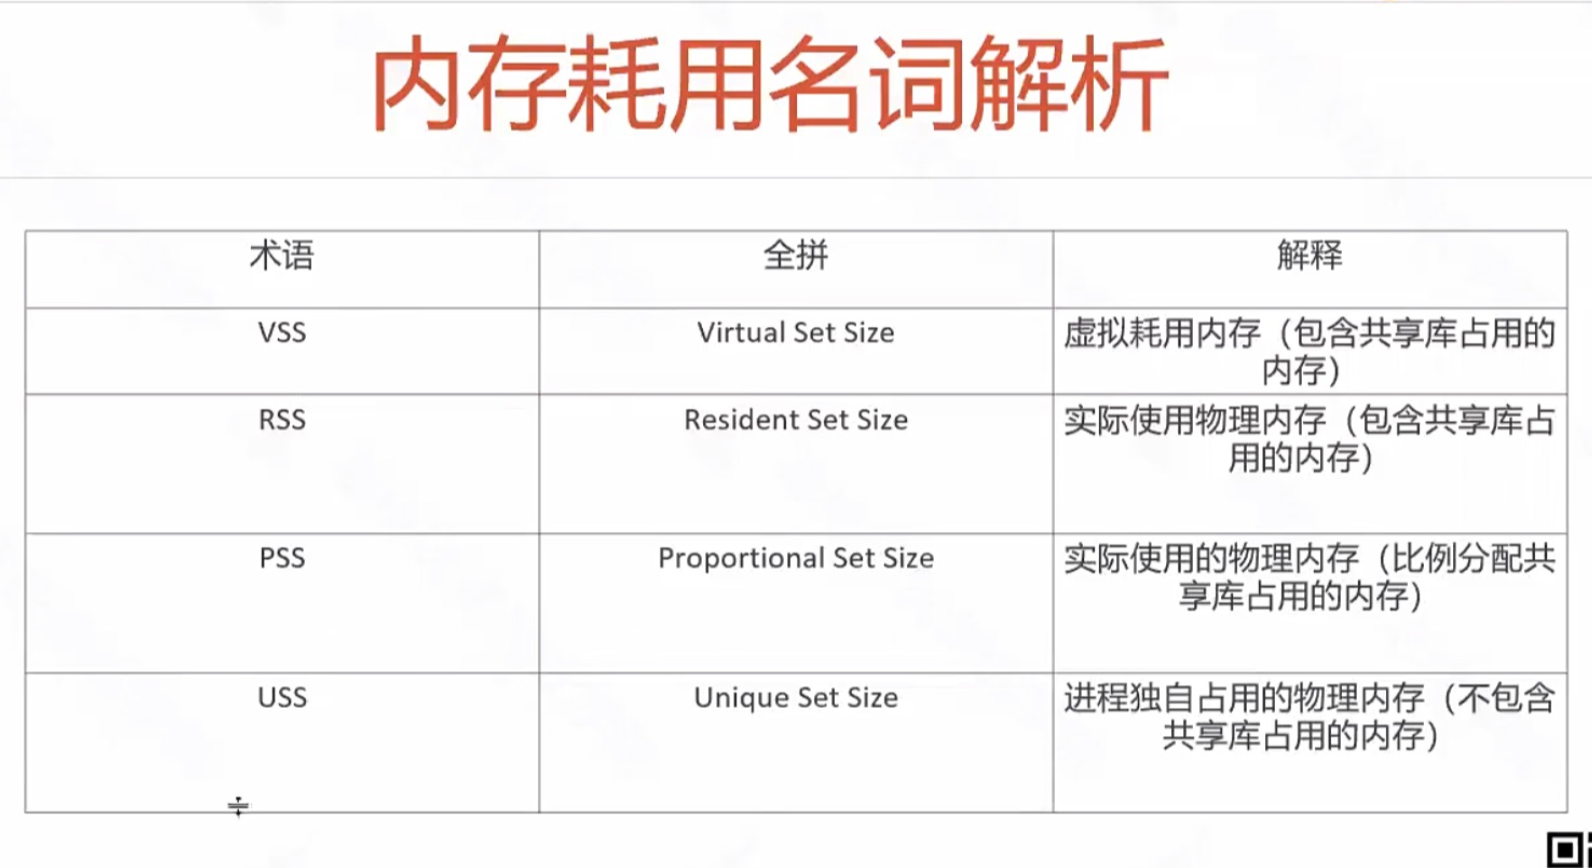 内存耗用名词解析
术语 全拼 解释
VSS Virtual Set Size 虚拟耗用内存（包含共享库占用的
内存）
RSS Resident Set Size 实际使用物理内存（包含共享库占
用的内存）
PSS Proportional Set Size 实际使用的物理内存（比例分配共
享库占用的内存）
USS Unique Set Size 进程独自占用的物理内存（不包含
共享库占用的内存）